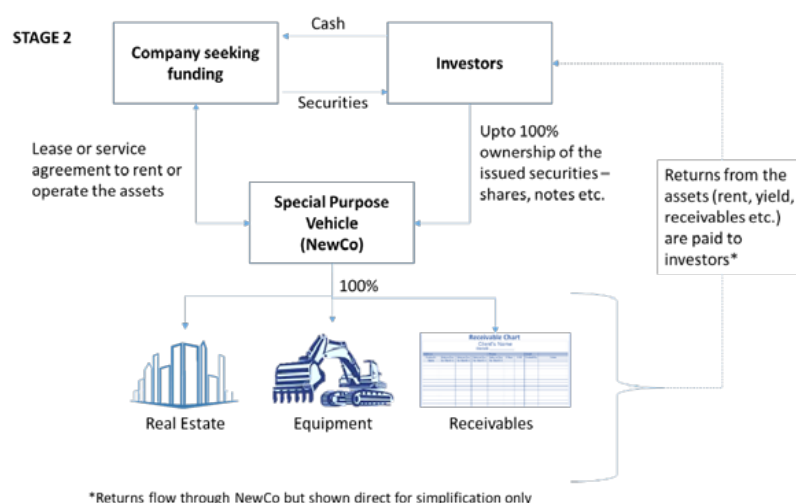 STAGE 2
Company seeking
funding
Cash
Securities
Investors
Lease or service
agreement to rent or
operate the assets
Upto 100%
ownership of the
issued securities –
shares, notes etc.
Special Purpose
Vehicle
(NewCo)
Returns from the
assets (rent, yield,
receivables etc.)
are paid to
investors*
100%
Receivable Chart
Client's Name
Real Estate
Equipment
Receivables
*Returns flow through NewCo but shown direct for simplification only